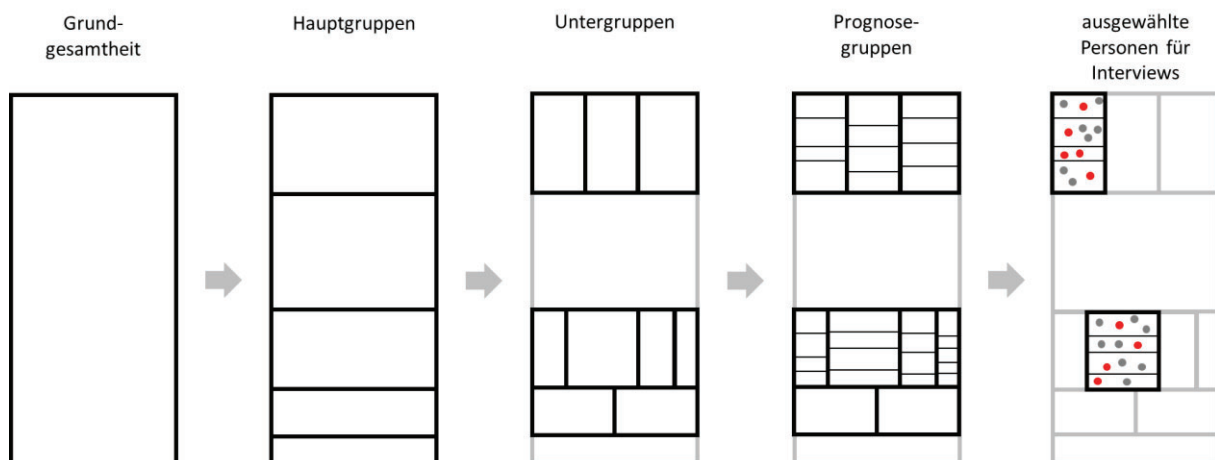 Grund-
gesamtheit
Hauptgruppen
Untergruppen
Prognose-
gruppen
ausgewählte
Personen für
Interviews